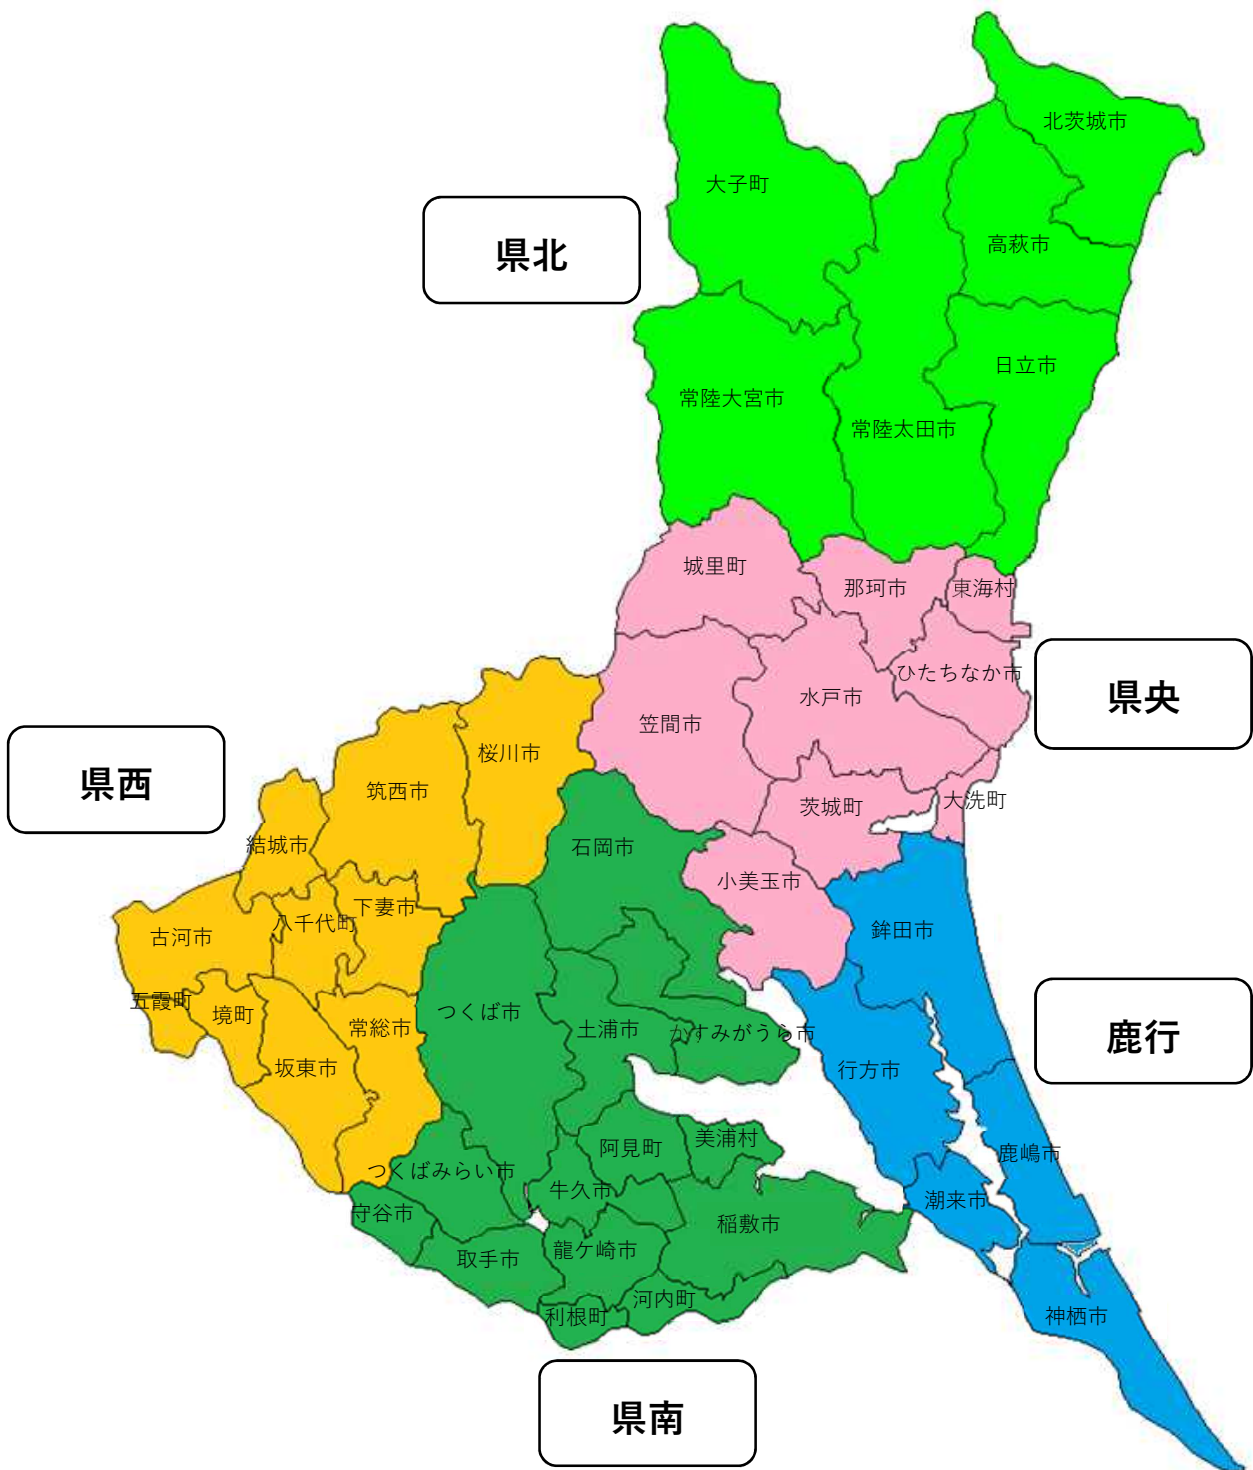 北茨城市
大子町
県北
高萩市
日立市
常陸大宮市
常陸太田市
城里町
那珂市
東海村
ひたちなか市
県央
水戸市
笠間市
桜川市
県西
筑西市
茨城町
大洗町
結城市
石岡市
小美玉市
下妻市
八千代町
鉾田市
古河市
五霞町
境町
つくば市
常総市
土浦市
かすみがうら市
鹿行
坂東市
行方市
阿見町
美浦村
鹿嶋市
つくばみらい市
牛久市
潮来市
守谷市
稲敷市
取手市
龍ケ崎市
河内町
利根町
神栖市
県南